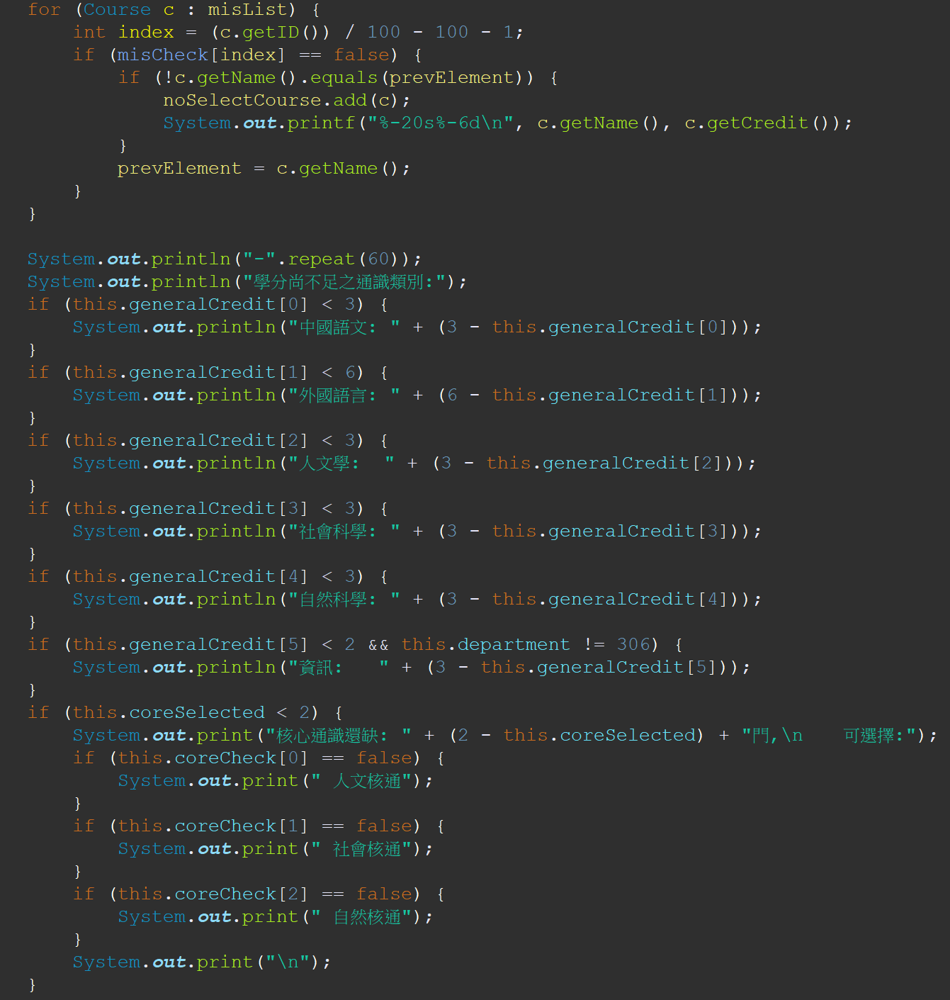 for (Course c : misList) {
    int index = (c.getID()) / 100 - 100 - 1;
    if (misCheck[index] == false) {
        if (!c.getName().equals(prevElement)) {
            noSelectCourse.add(c);
            System.out.printf("%-20s%-6d\n", c.getName(), c.getCredit());
        }
        prevElement = c.getName();
    }
}

System.out.println("-".repeat(60));
System.out.println("學分尚不足之通識類別:");
if (this.generalCredit[0] < 3) {
    System.out.println("中國語文: " + (3 - this.generalCredit[0]));
}
if (this.generalCredit[1] < 6) {
    System.out.println("外國語言: " + (6 - this.generalCredit[1]));
}
if (this.generalCredit[2] < 3) {
    System.out.println("人文學:  " + (3 - this.generalCredit[2]));
}
if (this.generalCredit[3] < 3) {
    System.out.println("社會科學: " + (3 - this.generalCredit[3]));
}
if (this.generalCredit[4] < 3) {
    System.out.println("自然科學: " + (3 - this.generalCredit[4]));
}
if (this.generalCredit[5] < 2 && this.department != 306) {
    System.out.println("資訊:   " + (3 - this.generalCredit[5]));
}
if (this.coreSelected < 2) {
    System.out.print("核心通識還缺: " + (2 - this.coreSelected) + "門,\n    可選擇:");
    if (this.coreCheck[0] == false) {
        System.out.print(" 人文核通");
    }
    if (this.coreCheck[1] == false) {
        System.out.print(" 社會核通");
    }
    if (this.coreCheck[2] == false) {
        System.out.print(" 自然核通");
    }
    System.out.print("\n");
}